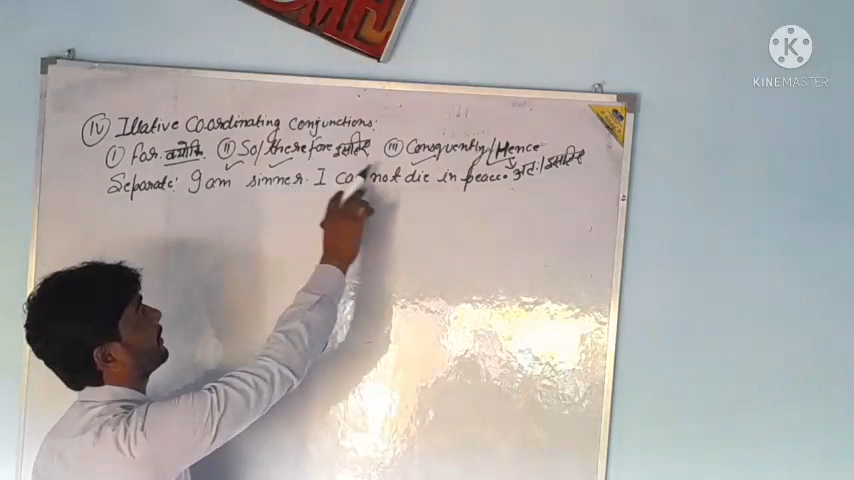 KINEMASTER
(IV) Illative Coordinating Conjunctions:
(I) for क्योंकि. (II) So/therefore इसलिए (III) Consquently/Hence
Separate: I am sinner. I cannot die in peace. अतः/इसलिए